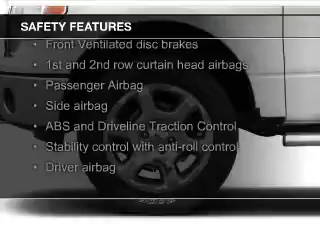 SAFETY FEATURES
• Front Ventilated disc brakes
• 1st and 2nd row curtain head airbags
• Passenger Airbag
• Side airbag
• ABS and Driveline Traction Control
• Stability control with anti-roll control
• Driver airbag